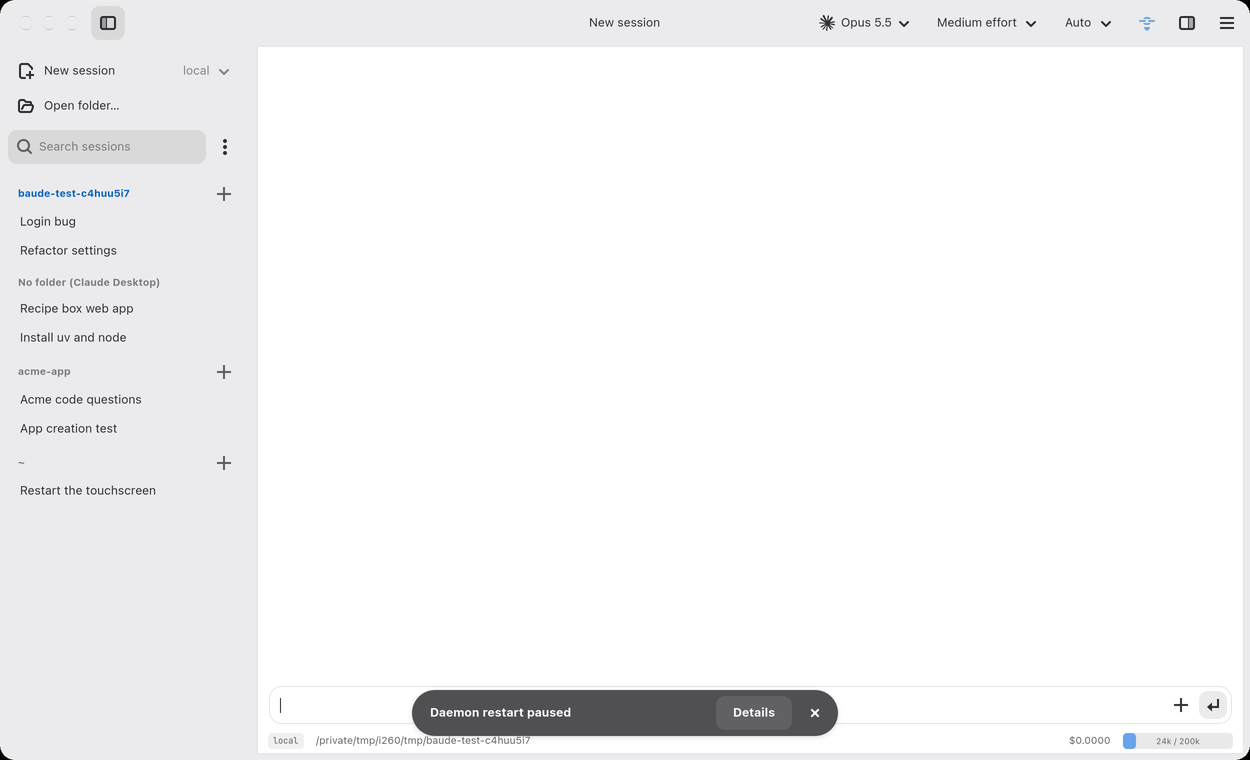 New session
Opus 5.5
Medium effort
Auto
New session
local
Open folder...
Search sessions
baude-test-c4huu5i7
Login bug
Refactor settings
No folder (Claude Desktop)
Recipe box web app
Install uv and node
acme-app
Acme code questions
App creation test
~
Restart the touchscreen
Daemon restart paused
Details
local
/private/tmp/i260/tmp/baude-test-c4huu5i7
$0.0000
24k / 200k